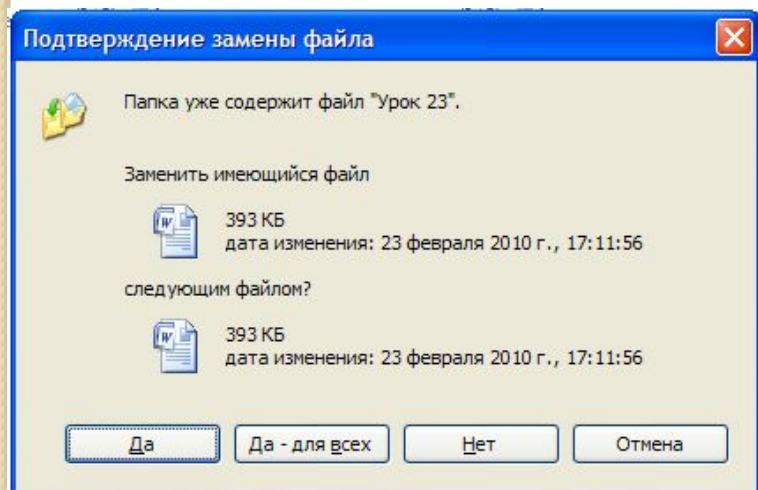 Подтверждение замены файла
Папка уже содержит файл "Урок 23".
Заменить имеющийся файл
393 КБ
дата изменения: 23 февраля 2010 г., 17:11:56
следующим файлом?
393 КБ
дата изменения: 23 февраля 2010 г., 17:11:56
Да
Да - для всех
Нет
Отмена